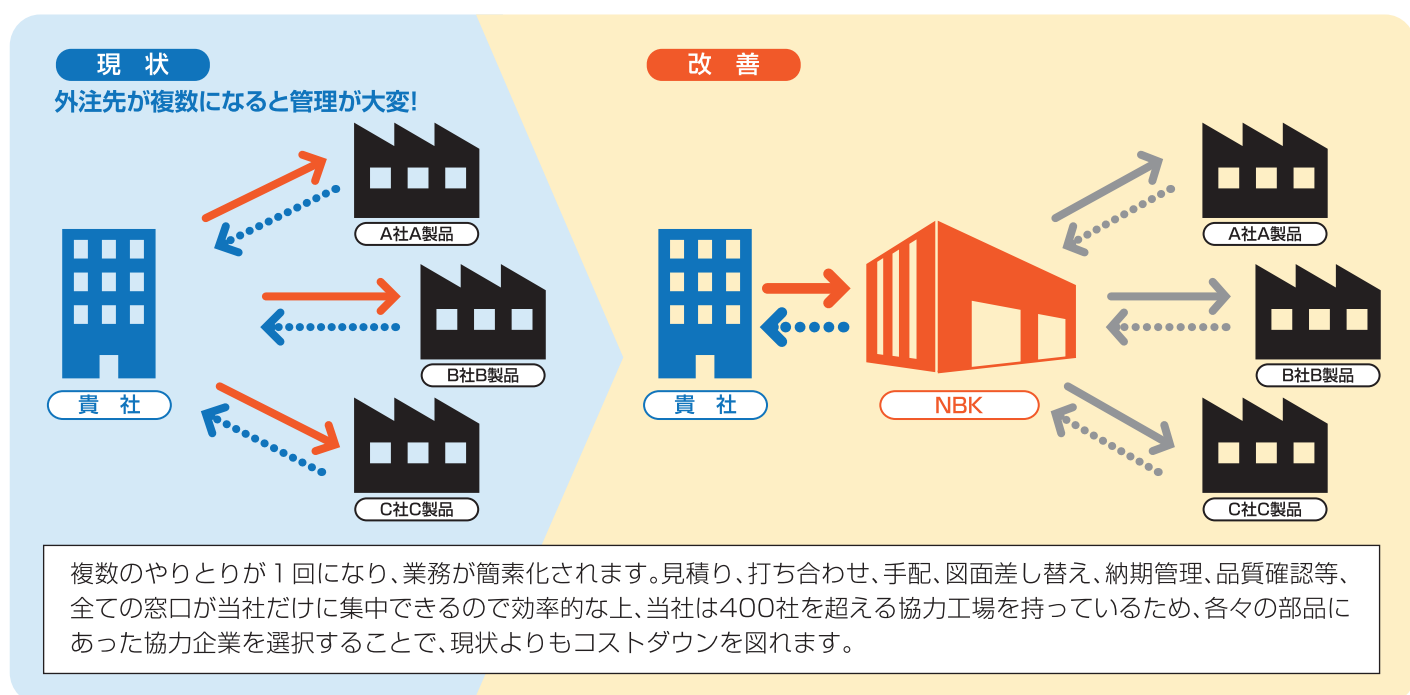 現 状
外注先が複数になると管理が大変!
A社A製品
B社B製品
C社C製品
貴 社
改 善
貴 社
NBK
A社A製品
B社B製品
C社C製品
複数のやりとりが1回になり、業務が簡素化されます。見積り、打ち合わせ、手配、図面差し替え、納期管理、品質確認等、
全ての窓口が当社だけに集中できるので効率的な上、当社は400社を超える協力工場を持っているため、各々の部品に
あった協力企業を選択することで、現状よりもコストダウンを図れます。